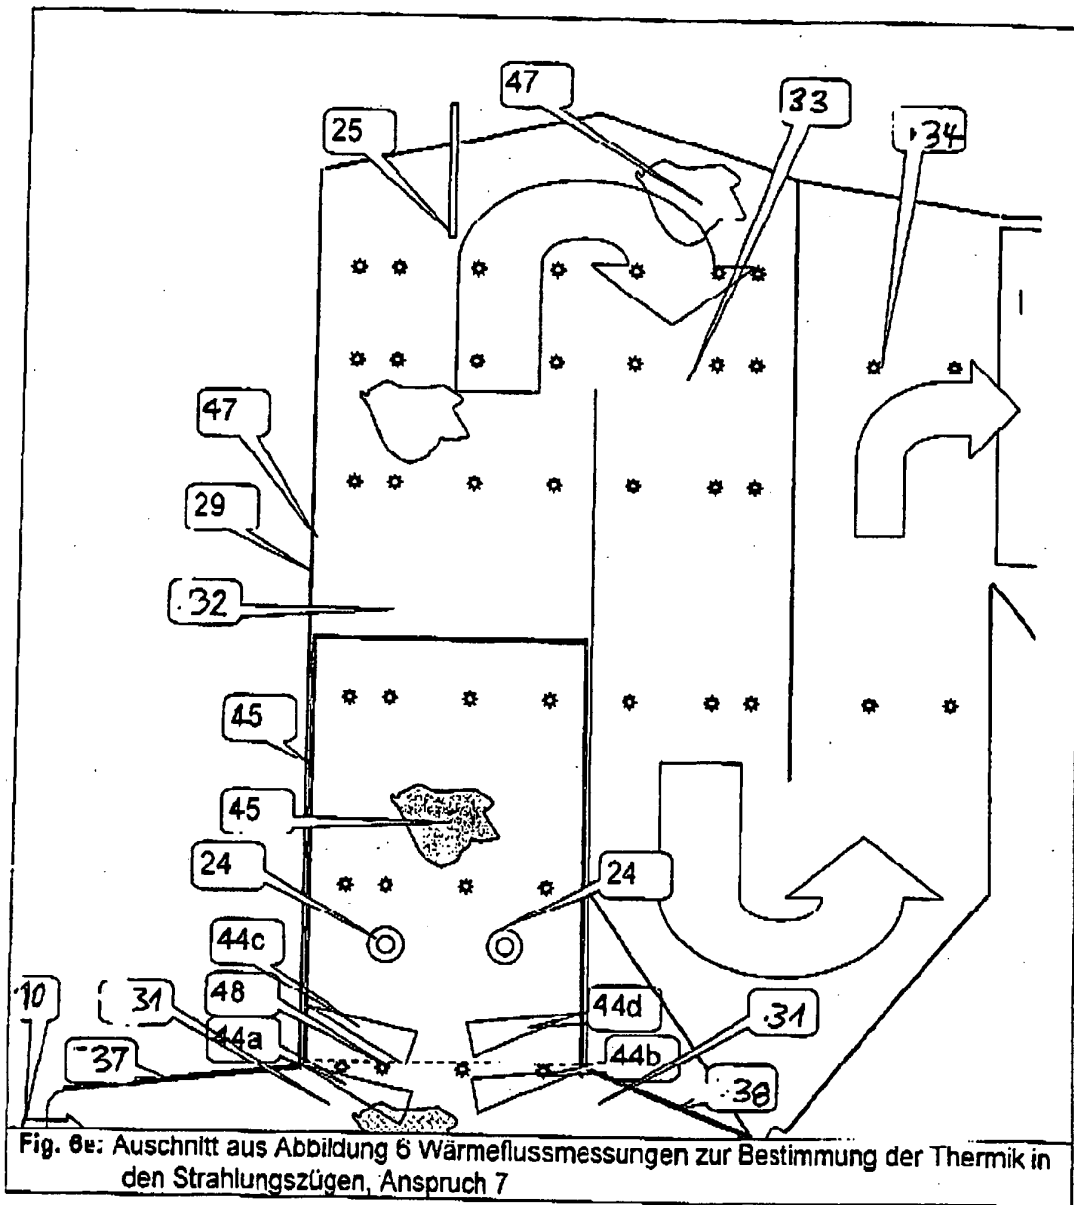 47
33
25
34
47
29
32
45
45
24
24
44c
10
31
48
44d
31
44a
44b
37
38
Fig. 6e: Auschnitt aus Abbildung 6 Wärmeflussmessungen zur Bestimmung der Thermik in
den Strahlungszügen, Anspruch 7